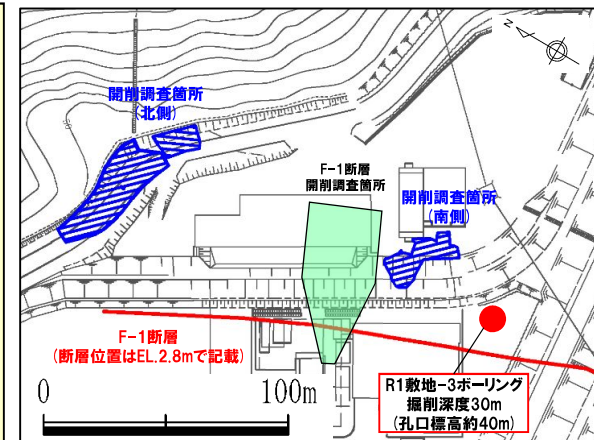 N
開削調査箇所
(北側)
F-1断層
開削調査箇所
開削調査箇所
(南側)
F-1断層
(断層位置はEL.2.8mで記載)
0
100m
R1敷地-3ボーリング
掘削深度30m
(孔口標高約40m)